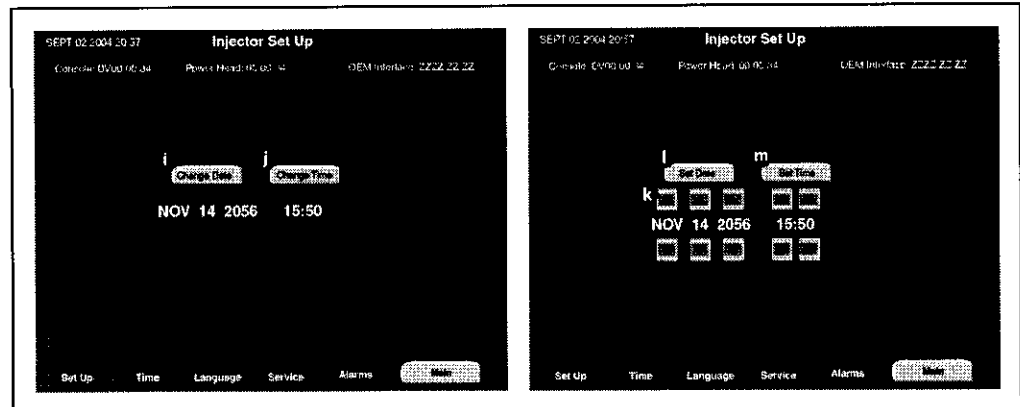 SEPT 02 2004 20:37
Injector Set Up
Power Head:
OEM Interface: ZZZZ ZZ ZZ
i
j
Change Date
Change Time
NOV 14 2056
15:50
Set Up
Time
Language
Service
Alarms
Main
SEPT 02 2004 20:37
Injector Set Up
Power Head:
OEM Interface: ZZZZ ZZ ZZ
l
m
Set Date
Set Time
k
NOV 14 2056
15:50
Set Up
Time
Language
Service
Alarms
Main